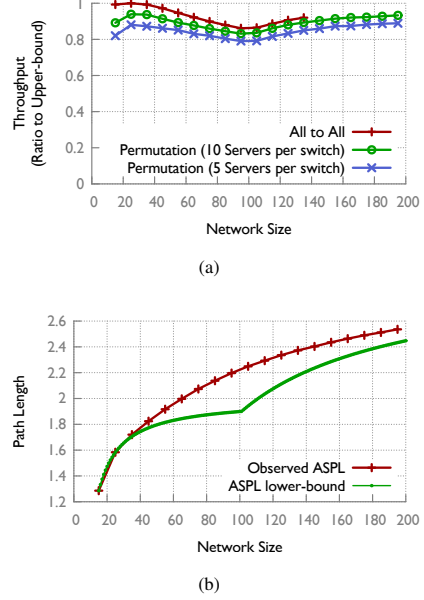 Throughput
(Ratio to Upper-bound)
1
0.8
0.6
0.4
0.2
0
All to All
Permutation (10 Servers per switch)
Permutation (5 Servers per switch)
0 20 40 60 80 100 120 140 160 180 200
Network Size
(a)
Path Length
2.6
2.4
2.2
2
1.8
1.6
1.4
1.2
Observed ASPL
ASPL lower-bound
0 20 40 60 80 100 120 140 160 180 200
Network Size
(b)